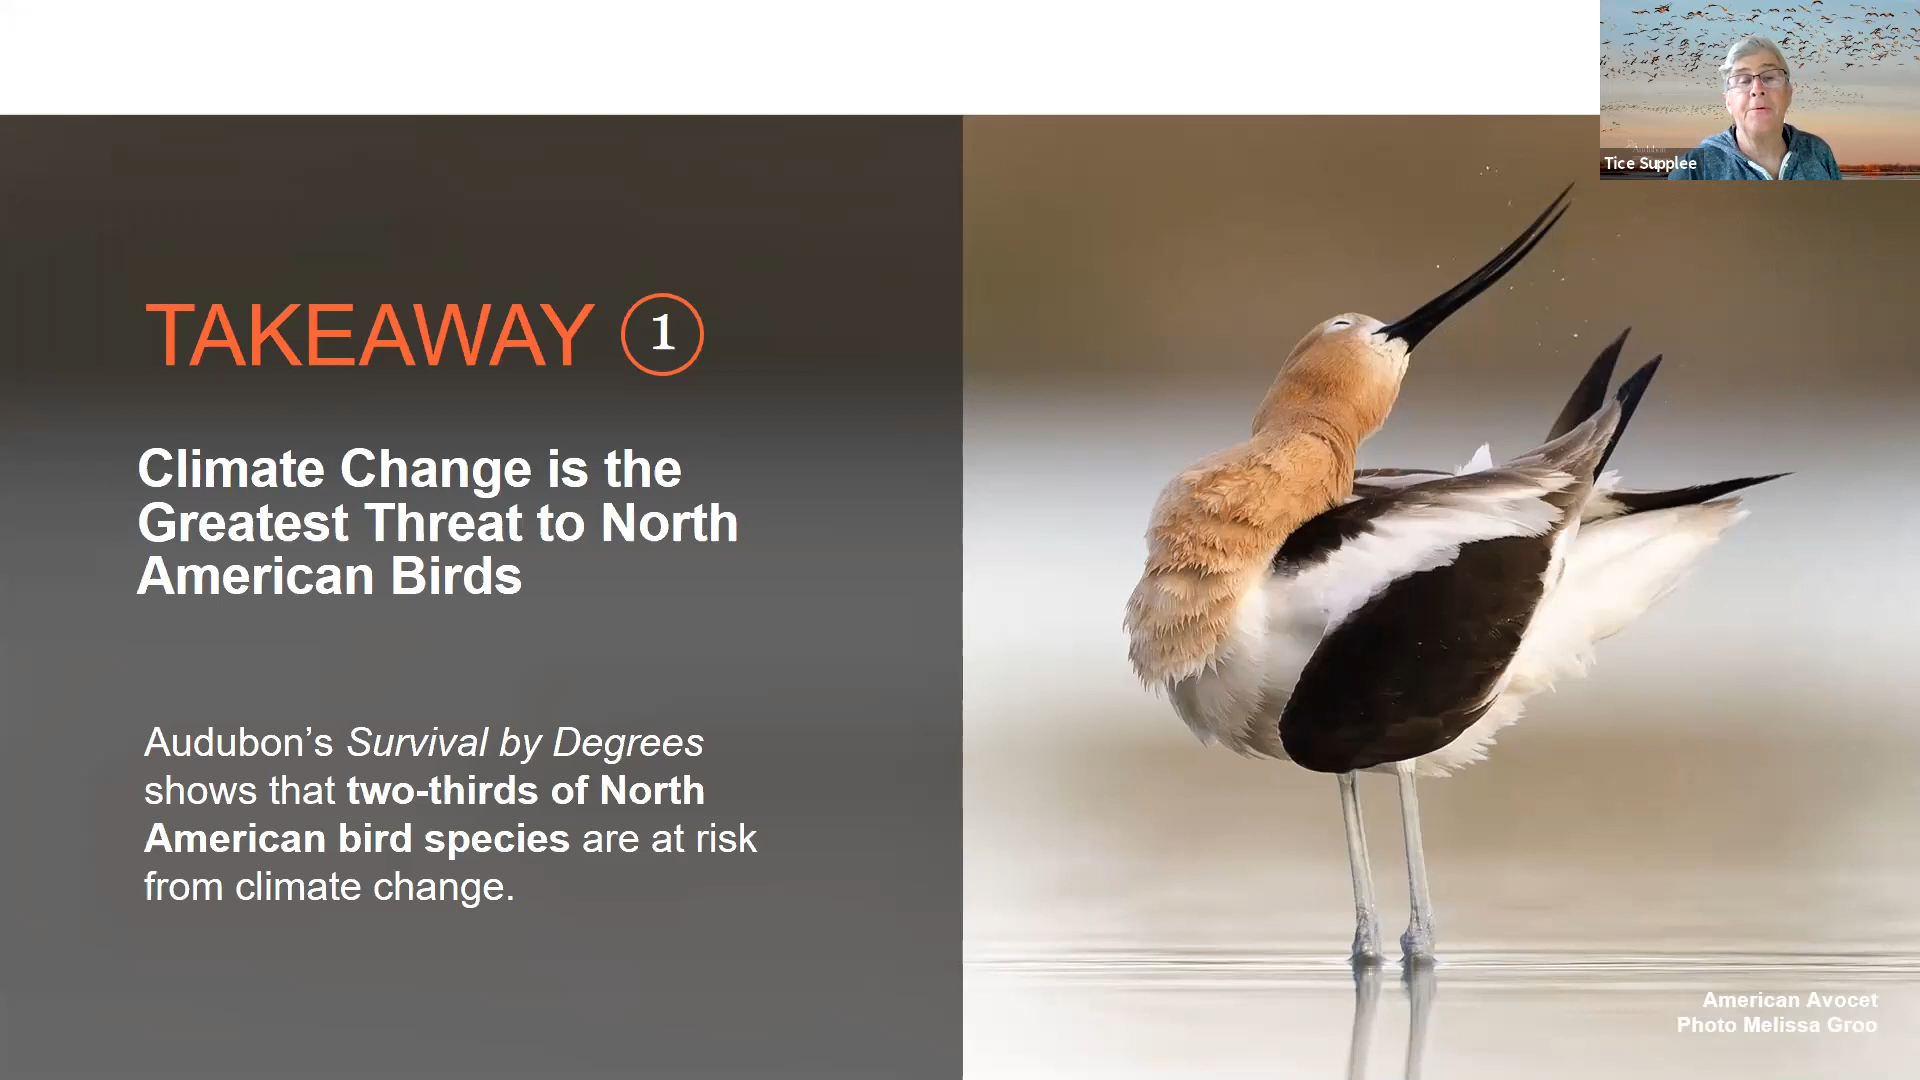 TAKEAWAY 1
Climate Change is the
Greatest Threat to North
American Birds
Audubon’s Survival by Degrees
shows that two-thirds of North
American bird species are at risk
from climate change.
Audubon
Tice Supplee
American Avocet
Photo Melissa Groo